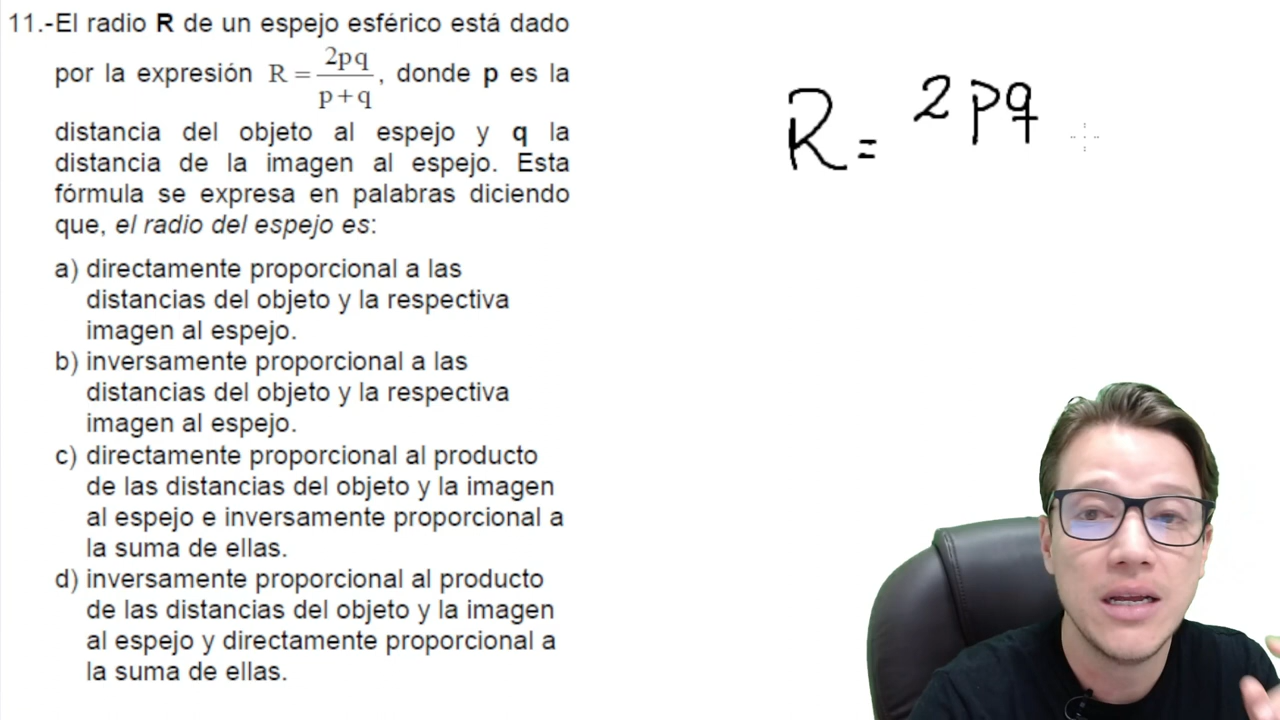 11.-El radio R de un espejo esférico está dado
por la expresión R = 2pq / p+q, donde p es la
distancia del objeto al espejo y q la
distancia de la imagen al espejo. Esta
fórmula se expresa en palabras diciendo
que, el radio del espejo es:
a) directamente proporcional a las
distancias del objeto y la respectiva
imagen al espejo.
b) inversamente proporcional a las
distancias del objeto y la respectiva
imagen al espejo.
c) directamente proporcional al producto
de las distancias del objeto y la imagen
al espejo e inversamente proporcional a
la suma de ellas.
d) inversamente proporcional al producto
de las distancias del objeto y la imagen
al espejo y directamente proporcional a
la suma de ellas.
R = 2pq